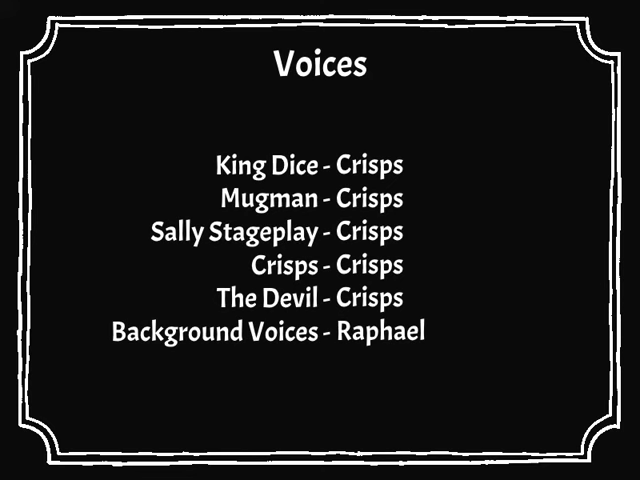 Voices
King Dice - Crisps
Mugman - Crisps
Sally Stageplay - Crisps
Crisps - Crisps
The Devil - Crisps
Background Voices - Raphael